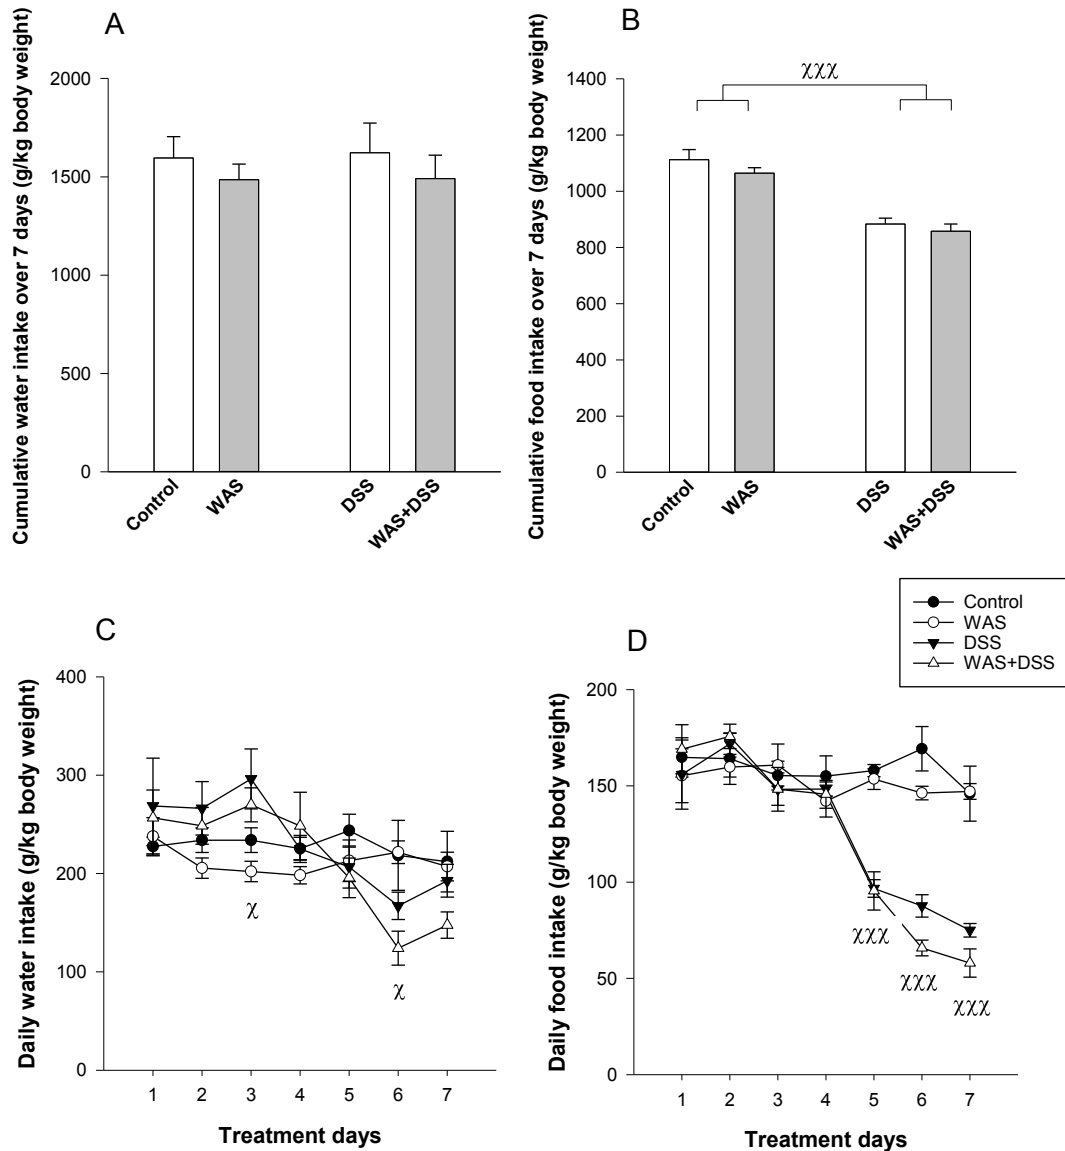 A
Cumulative water intake over 7 days (g/kg body weight)
2000
1500
1000
500
0
Control
WAS
DSS
WAS+DSS
B
Cumulative food intake over 7 days (g/kg body weight)
χχχ
1400
1200
1000
800
600
400
200
0
Control
WAS
DSS
WAS+DSS
Control
WAS
DSS
WAS+DSS
C
Daily water intake (g/kg body weight)
400
300
200
100
0
χ
χ
1 2 3 4 5 6 7
Treatment days
D
Daily food intake (g/kg body weight)
200
150
100
50
0
χχχ
χχχ
χχχ
1 2 3 4 5 6 7
Treatment days